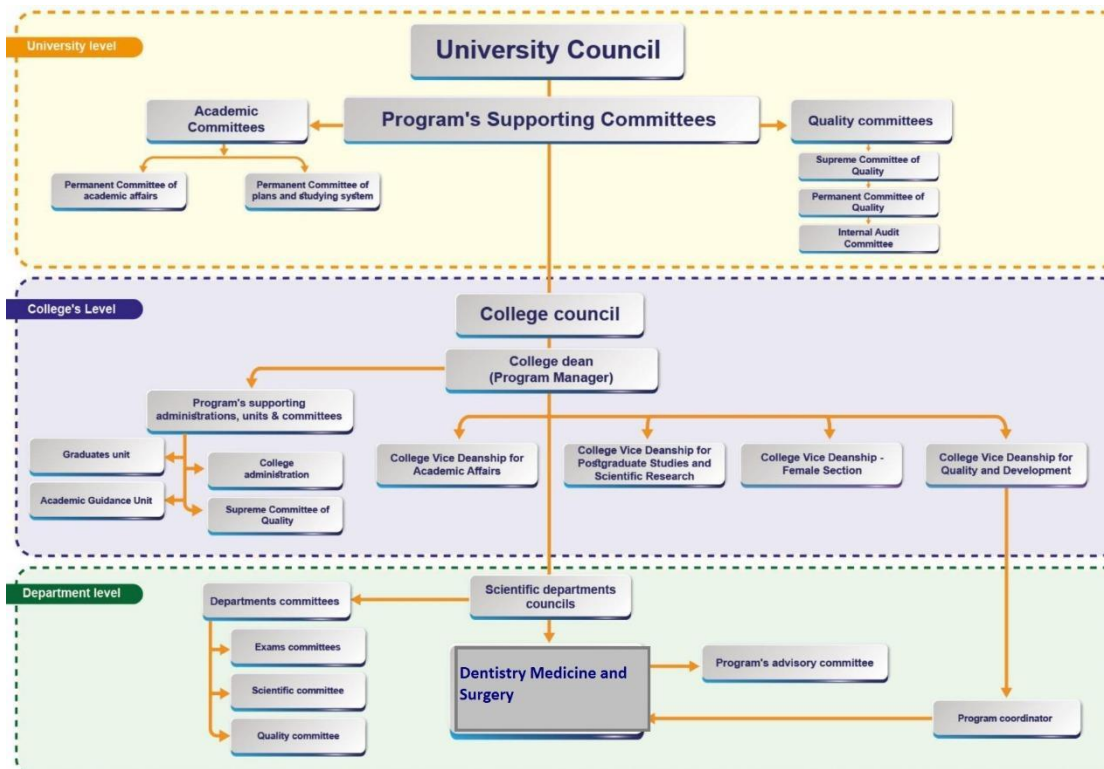 University level
University Council
Academic
Committees
Program's Supporting Committees
Quality committees
Permanent Committee of
academic affairs
Permanent Committee of
plans and studying system
Supreme Committee of
Quality
Permanent Committee of
Quality
Internal Audit
Committee
College's Level
College council
College dean
(Program Manager)
Program's supporting
administrations, units & committees
Graduates unit
College
administration
Academic Guidance Unit
Supreme Committee of
Quality
College Vice Deanship for
Academic Affairs
College Vice Deanship for
Postgraduate Studies and
Scientific Research
College Vice Deanship -
Female Section
College Vice Deanship for
Quality and Development
Department level
Departments committees
Scientific departments
councils
Exams committees
Scientific committee
Quality committee
Dentistry Medicine and
Surgery
Program's advisory committee
Program coordinator